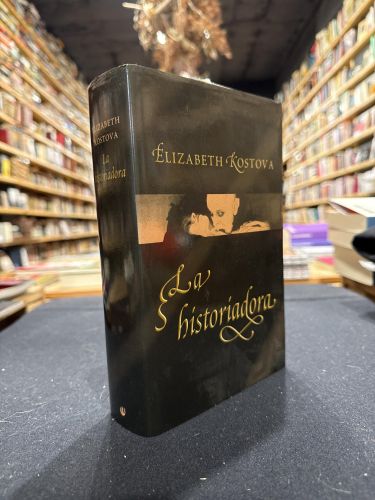 ELIZABETH KOSTOVA
La
historiadora
ELIZABETH
KOSTOVA
La
historiadora